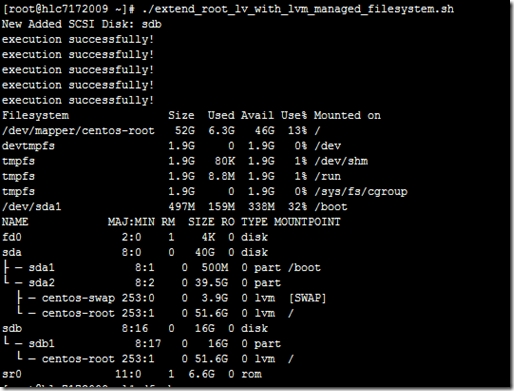 [root@hlc7172009 ~]# ./extend_root_lv_with_lvm_managed_filesystem.sh
New Added SCSI Disk: sdb
execution successfully!
execution successfully!
execution successfully!
execution successfully!
execution successfully!
Filesystem Size Used Avail Use% Mounted on
/dev/mapper/centos-root 52G 6.3G 46G 13% /
devtmpfs 1.9G 0 1.9G 0% /dev
tmpfs 1.9G 80K 1.9G 1% /dev/shm
tmpfs 1.9G 8.8M 1.9G 1% /run
tmpfs 1.9G 0 1.9G 0% /sys/fs/cgroup
/dev/sda1 497M 159M 338M 32% /boot
NAME MAJ:MIN RM SIZE RO TYPE MOUNTPOINT
fd0 2:0 1 4K 0 disk
sda 8:0 0 40G 0 disk
├─sda1 8:1 0 500M 0 part /boot
└─sda2 8:2 0 39.5G 0 part
├─centos-swap 253:0 0 3.9G 0 lvm [SWAP]
└─centos-root 253:1 0 51.6G 0 lvm /
sdb 8:16 0 16G 0 disk
└─sdb1 8:17 0 16G 0 part
└─centos-root 253:1 0 51.6G 0 lvm /
sr0 11:0 1 6.6G 0 rom